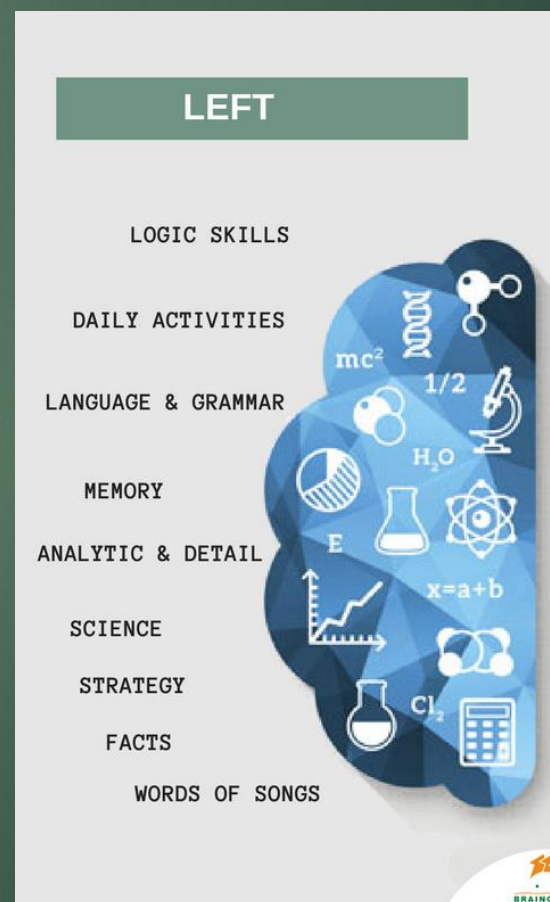 LEFT
LOGIC SKILLS
DAILY ACTIVITIES
mc²
1/2
LANGUAGE & GRAMMAR
H₂O
MEMORY
E
ANALYTIC & DETAIL
x=a+b
SCIENCE
STRATEGY
Cl₂
FACTS
WORDS OF SONGS